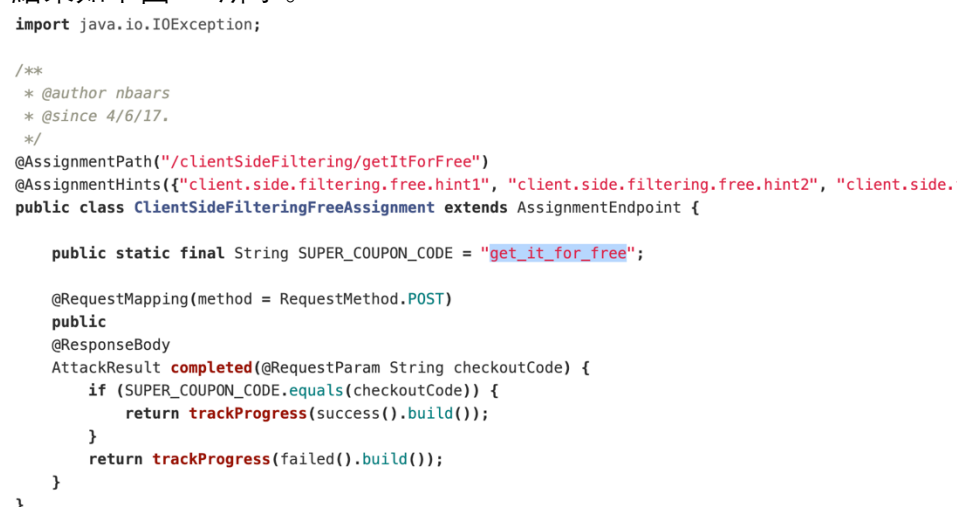 import java.io.IOException;
/**
 * @author nbaars
 * @since 4/6/17.
 */
@AssignmentPath("/clientSideFiltering/getItForFree")
@AssignmentHints({"client.side.filtering.free.hint1", "client.side.filtering.free.hint2", "client.side.
public class ClientSideFilteringFreeAssignment extends AssignmentEndpoint {
    public static final String SUPER_COUPON_CODE = "get_it_for_free";
    @RequestMapping(method = RequestMethod.POST)
    public
    @ResponseBody
    AttackResult completed(@RequestParam String checkoutCode) {
        if (SUPER_COUPON_CODE.equals(checkoutCode)) {
            return trackProgress(success().build());
        }
        return trackProgress(failed().build());
    }
}